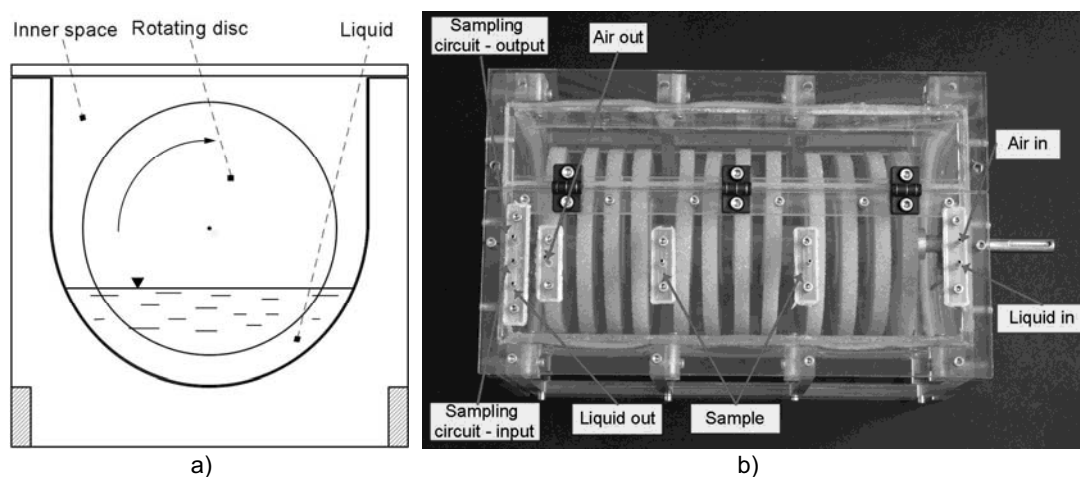 Inner space
Rotating disc
Liquid
a)
Sampling
circuit - output
Air out
Air in
Liquid in
Sampling
circuit - input
Liquid out
Sample
b)